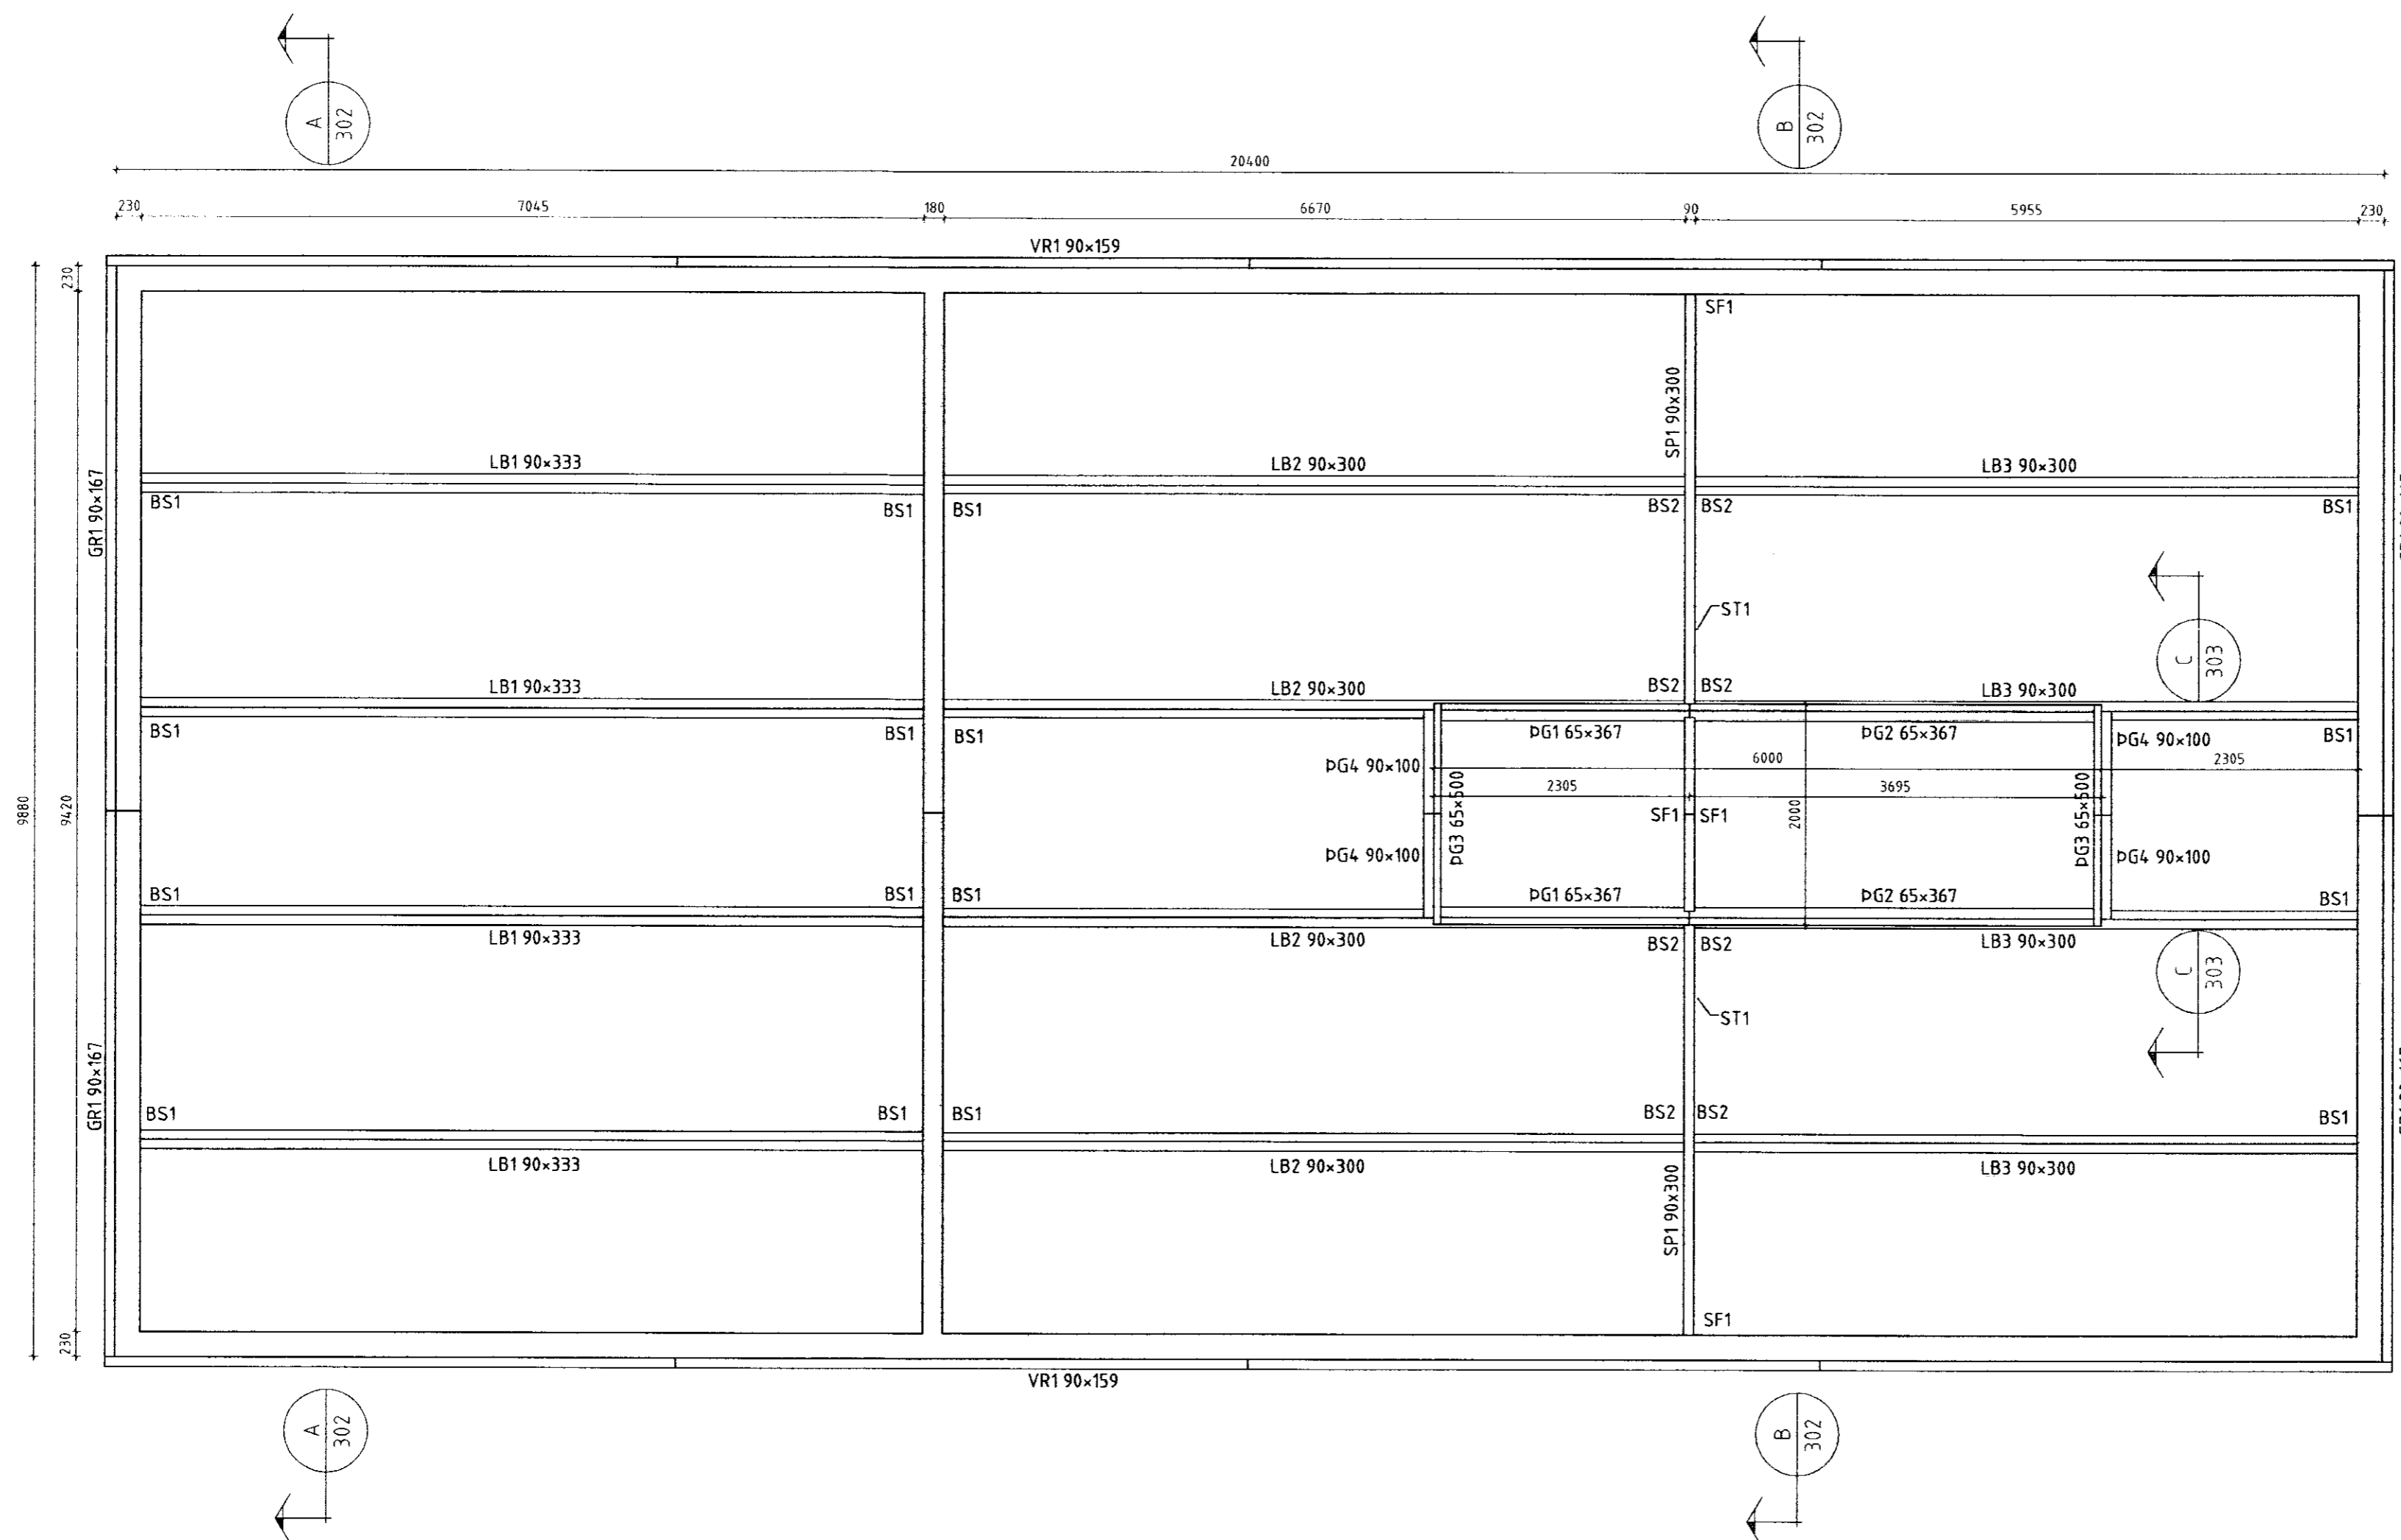 A
302
B
302
20400
230
7045
180
6670
90
5955
230
VR1 90×159
230
SF1
SP1 90×300
GR1 90×167
LB1 90×333
LB2 90×300
LB3 90×300
BS1
BS1
BS1
BS2
BS2
BS1
ST1
C
303
LB1 90×333
LB2 90×300
BS2
BS2
LB3 90×300
BS1
BS1
BS1
ÞG1 65×367
ÞG2 65×367
ÞG4 90×100
BS1
ÞG4 90×100
6000
2305
2305
3695
9880
9420
ÞG3 65×500
SF1
SF1
2000
ÞG3 65×500
ÞG4 90×100
ÞG4 90×100
BS1
BS1
BS1
ÞG1 65×367
ÞG2 65×367
BS1
LB1 90×333
LB2 90×300
BS2
BS2
LB3 90×300
C
303
ST1
GR1 90×167
BS1
BS1
BS1
BS2
BS2
BS1
LB1 90×333
LB2 90×300
LB3 90×300
SP1 90×300
SF1
230
VR1 90×159
A
302
B
302